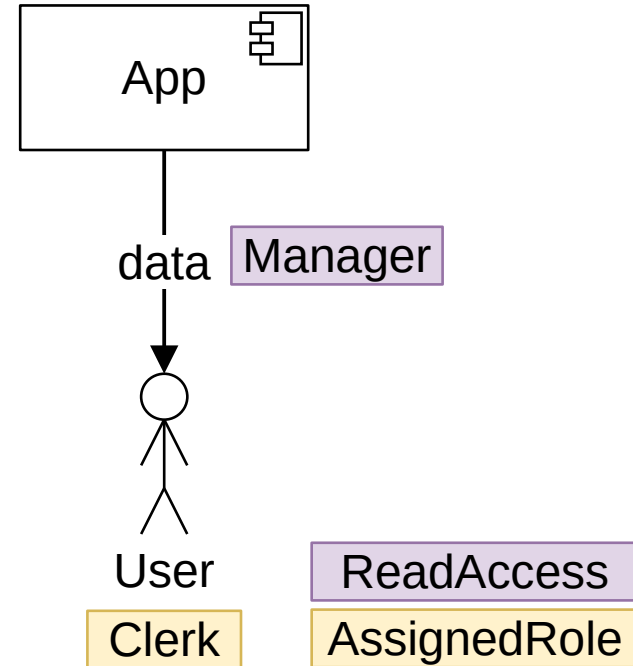 App
data
Manager
User
ReadAccess
Clerk
AssignedRole